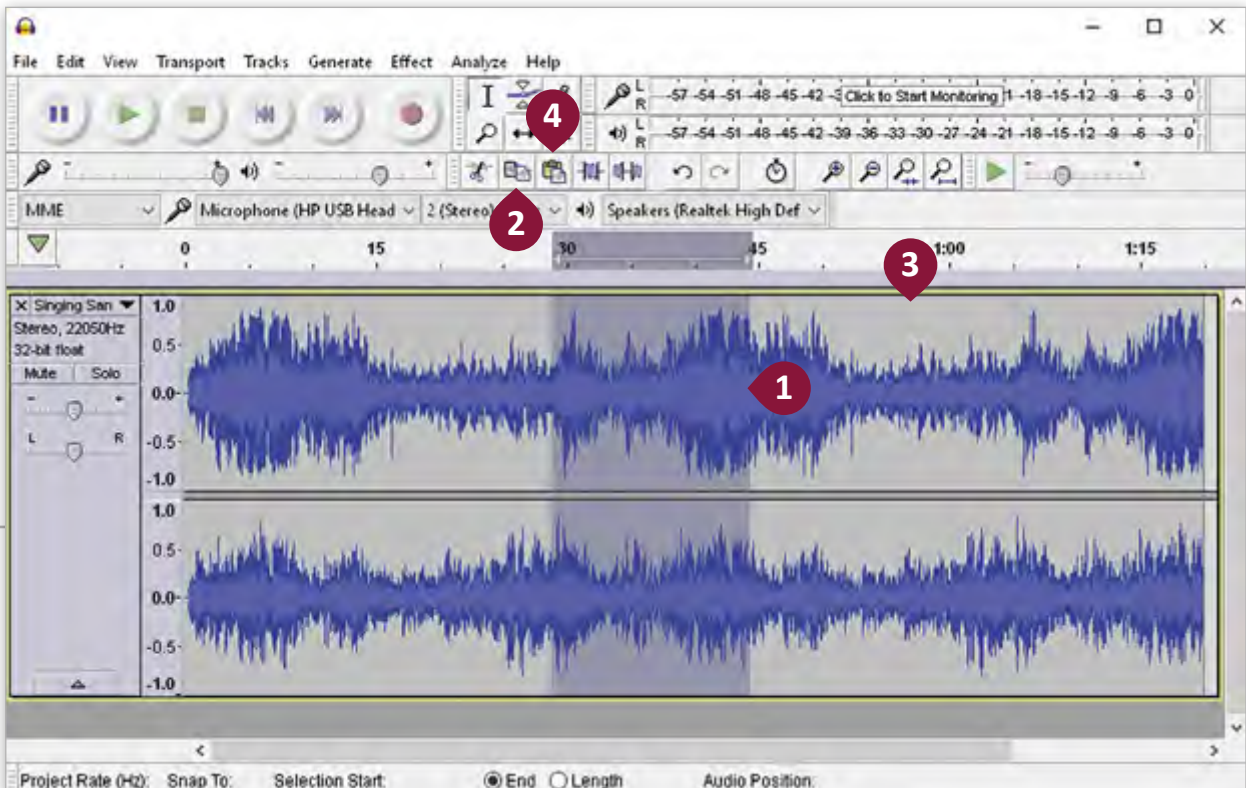 File Edit View Transport Tracks Generate Effect Analyze Help
L
R
-57 -54 -51 -48 -45 -42 Click to Start Monitoring -18 -15 -12 -9 -6 -3 0
4
L
R
-57 -54 -51 -48 -45 -42 -39 -36 -33 -30 -27 -24 -21 -18 -15 -12 -9 -6 -3 0
- + - + -
MME Microphone (HP USB Head 2 (Stereo) Speakers (Realtek High Def
2
0 15 30 45 1:00 1:15
3
X Singing San
Stereo, 22050Hz
32-bit float
Mute Solo
- +
L R
1.0
0.5
0.0
-0.5
-1.0
1
1.0
0.5
0.0
-0.5
-1.0
Project Rate (Hz): Snap To: Selection Start: End Length Audio Position: